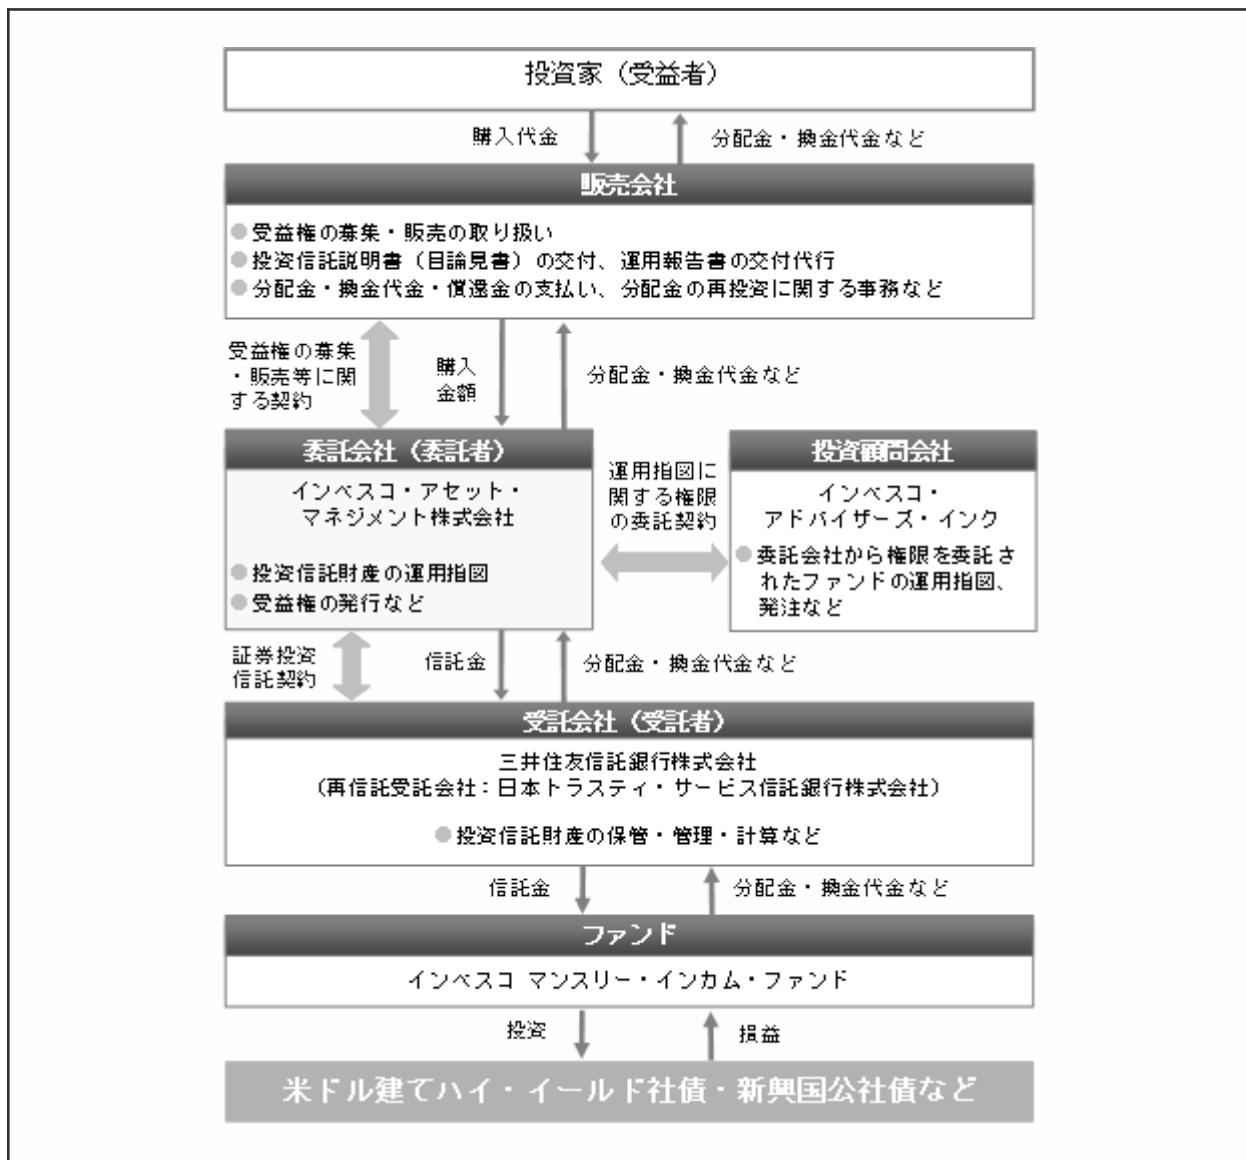 投資家（受益者）
購入代金
分配金・換金代金など
販売会社
受益権の募集・販売の取り扱い
投資信託説明書（目論見書）の交付、運用報告書の交付代行
分配金・換金代金・償還金の支払い、分配金の再投資に関する事務など
受益権の募集
・販売等に関
する契約
購入
金額
分配金・換金代金など
委託会社（委託者）
インベスコ・アセット・
マネジメント株式会社
投資信託財産の運用指図
受益権の発行など
運用指図に
関する権限
の委託契約
投資顧問会社
インベスコ・
アドバイザーズ・インク
委託会社から権限を委託さ
れたファンドの運用指図、
発注など
証券投資
信託契約
信託金
分配金・換金代金など
受託会社（受託者）
三井住友信託銀行株式会社
（再信託受託会社：日本トラスティ・サービス信託銀行株式会社）
投資信託財産の保管・管理・計算など
信託金
分配金・換金代金など
ファンド
インベスコ マンスリー・インカム・ファンド
投資
損益
米ドル建てハイ・イールド社債・新興国公社債など